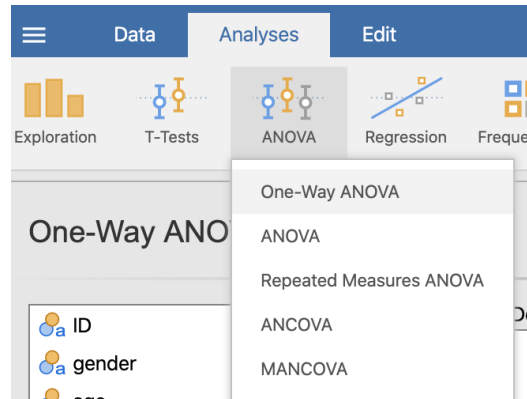 Data Analyses Edit
Exploration T-Tests ANOVA Regression
One-Way ANOVA
One-Way ANO
ANOVA
Repeated Measures ANOVA
ANCOVA
a ID
a gender
MANCOVA